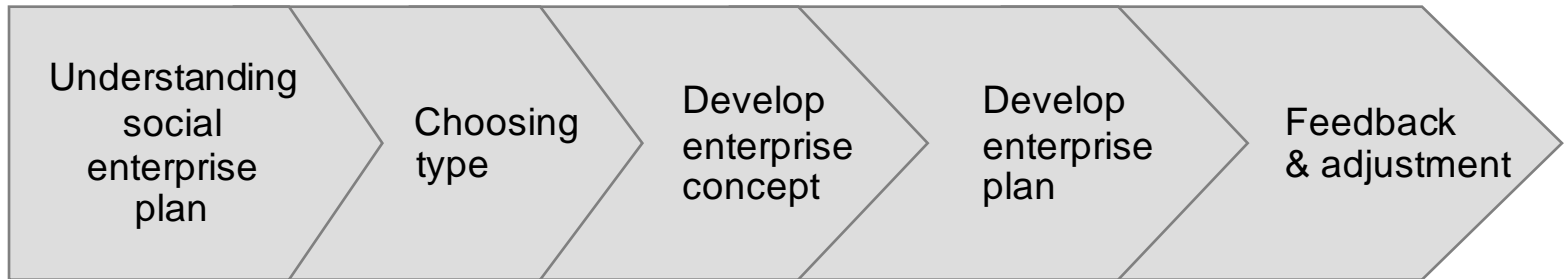 Understanding
social
enterprise
plan
Choosing
type
Develop
enterprise
concept
Develop
enterprise
plan
Feedback
& adjustment